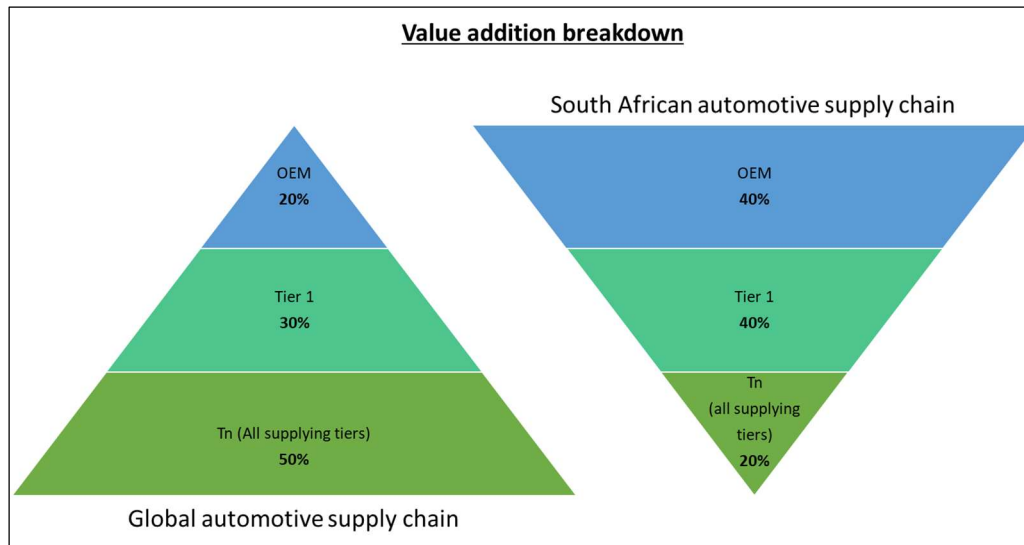 Value addition breakdown
South African automotive supply chain
OEM
20%
Tier 1
30%
Tn (All supplying tiers)
50%
Global automotive supply chain
OEM
40%
Tier 1
40%
Tn
(all supplying
tiers)
20%